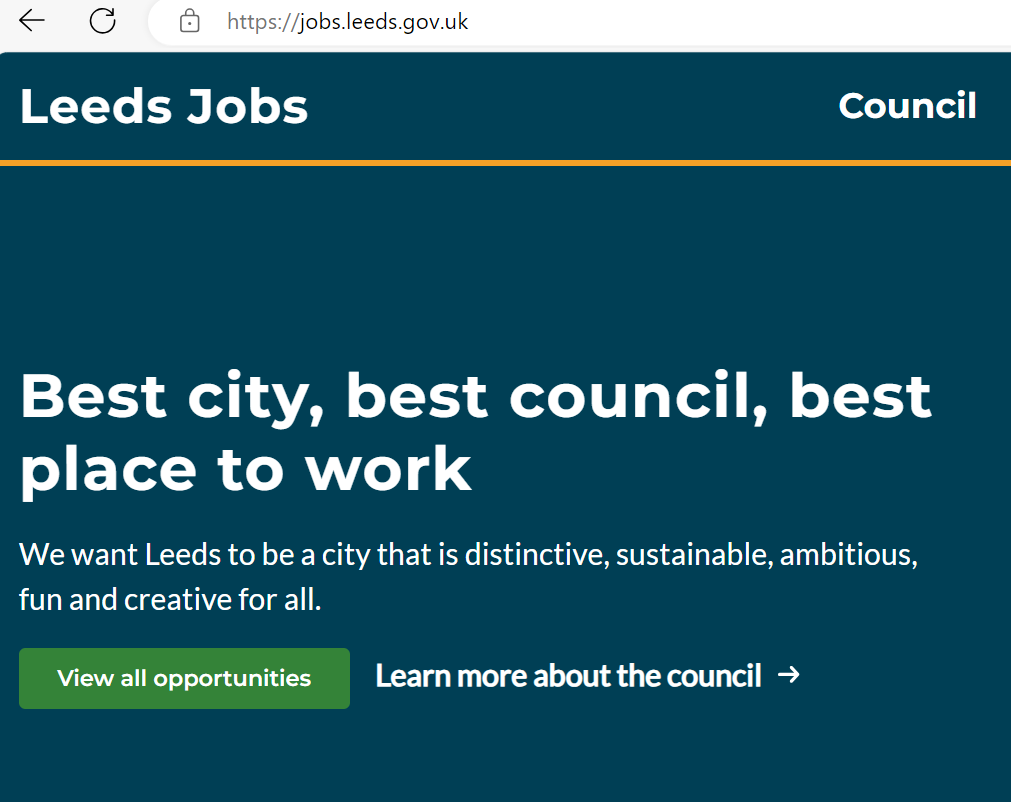 https://jobs.leeds.gov.uk
Leeds Jobs
Council
Best city, best council, best
place to work
We want Leeds to be a city that is distinctive, sustainable, ambitious,
fun and creative for all.
View all opportunities
Learn more about the council →